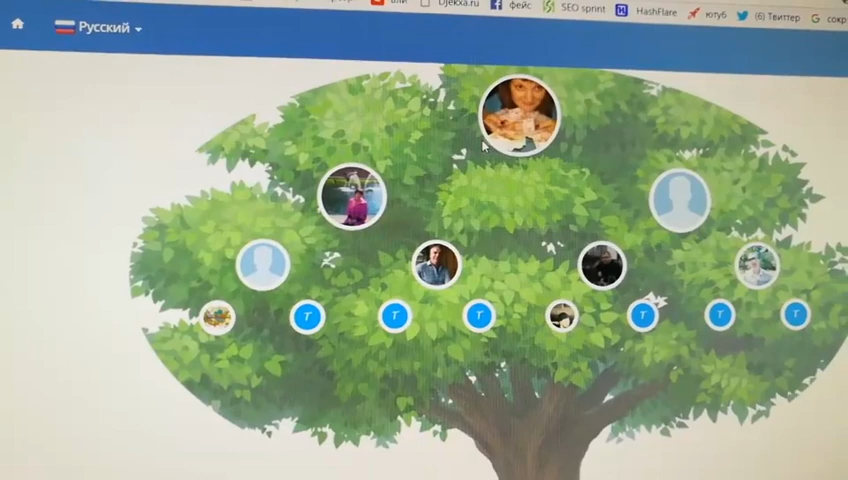 Djekxa.ru
фейс
SEO sprint
HashFlare
ютуб
(6) Твиттер
Русский
T
T
T
T
T
T